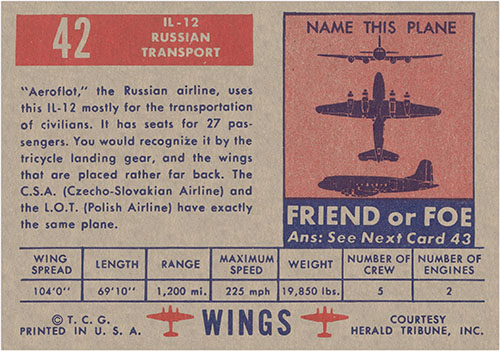 42
IL-12
RUSSIAN
TRANSPORT
"Aeroflot," the Russian airline, uses
this IL-12 mostly for the transportation
of civilians. It has seats for 27 pas-
sengers. You would recognize it by the
tricycle landing gear, and the wings
that are placed rather far back. The
C.S.A. (Czecho-Slovakian Airline) and
the L.O.T. (Polish Airline) have exactly
the same plane.
NAME THIS PLANE
FRIEND or FOE
Ans: See Next Card 43
WING SPREAD LENGTH RANGE MAXIMUM SPEED WEIGHT NUMBER OF CREW NUMBER OF ENGINES
104'0" 69'10" 1,200 mi. 225 mph 19,850 lbs. 5 2
© T. C. G.
PRINTED IN U. S. A.
WINGS
COURTESY
HERALD TRIBUNE, INC.